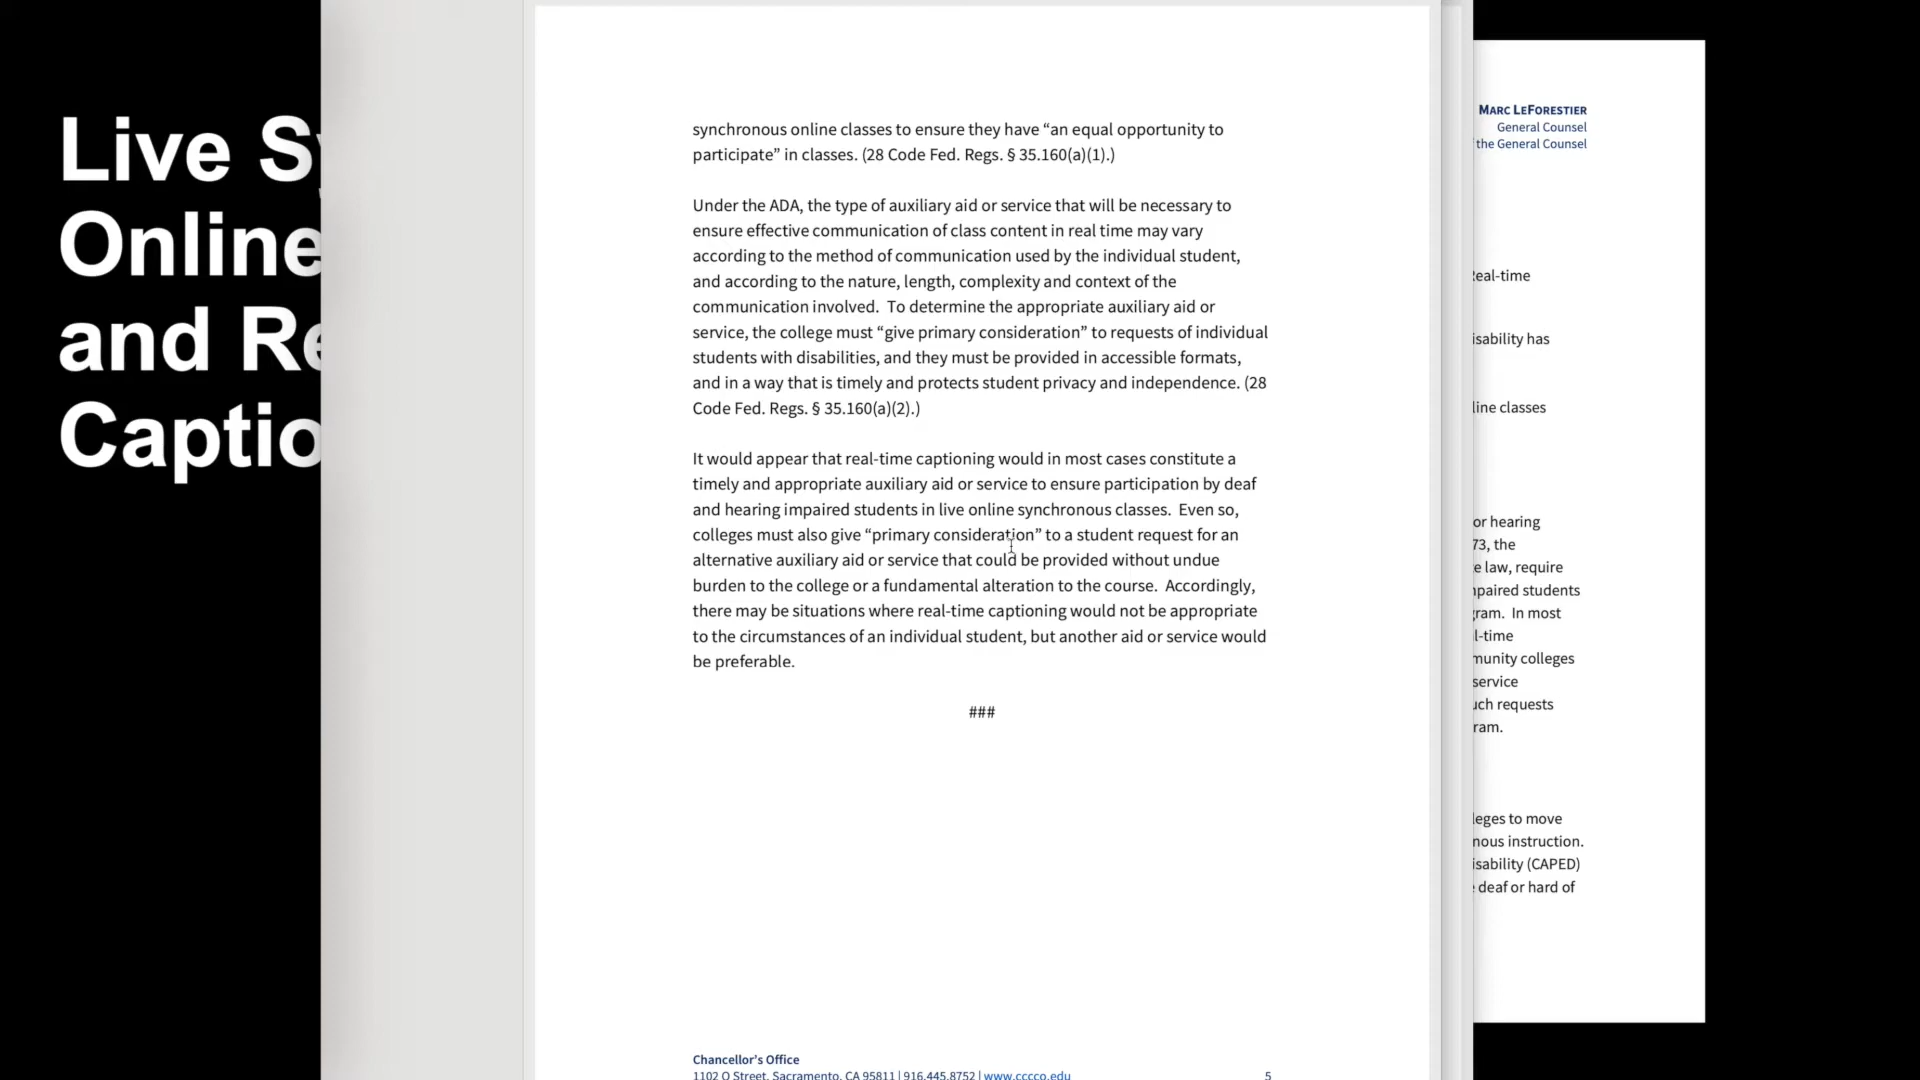 Live S
Online
and Re
Captio
synchronous online classes to ensure they have “an equal opportunity to
participate” in classes. (28 Code Fed. Regs. § 35.160(a)(1).)
Under the ADA, the type of auxiliary aid or service that will be necessary to
ensure effective communication of class content in real time may vary
according to the method of communication used by the individual student,
and according to the nature, length, complexity and context of the
communication involved.  To determine the appropriate auxiliary aid or
service, the college must “give primary consideration” to requests of individual
students with disabilities, and they must be provided in accessible formats,
and in a way that is timely and protects student privacy and independence. (28
Code Fed. Regs. § 35.160(a)(2).)
It would appear that real-time captioning would in most cases constitute a
timely and appropriate auxiliary aid or service to ensure participation by deaf
and hearing impaired students in live online synchronous classes.  Even so,
colleges must also give “primary consideration” to a student request for an
alternative auxiliary aid or service that could be provided without undue
burden to the college or a fundamental alteration to the course.  Accordingly,
there may be situations where real-time captioning would not be appropriate
to the circumstances of an individual student, but another aid or service would
be preferable.
###
Chancellor’s Office
1102 Q Street, Sacramento, CA 95811 | 916.445.8752 | www.cccco.edu
5
MARC LEFORESTIER
General Counsel
the General Counsel
Real-time
isability has
line classes
or hearing
73, the
e law, require
npaired students
gram.  In most
l-time
munity colleges
service
uch requests
ram.
leges to move
nous instruction.
isability (CAPED)
deaf or hard of